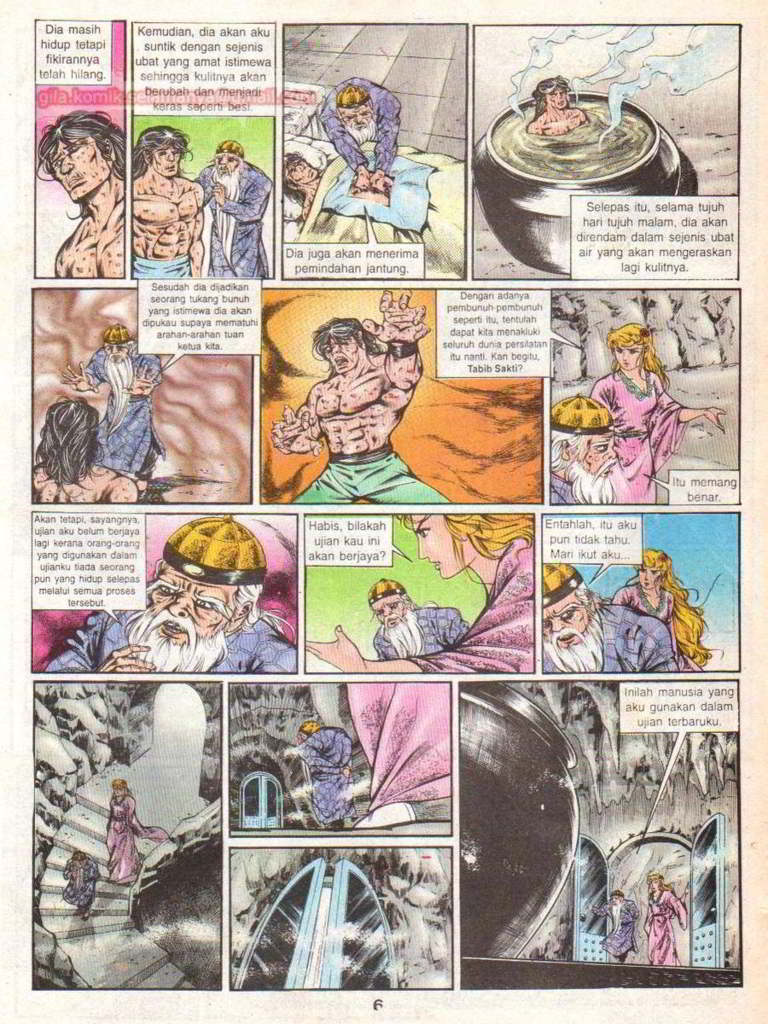 Dia masih
hidup tetapi
fikirannya
telah hilang.
Kemudian, dia akan aku
suntik dengan sejenis
ubat yang amat istimewa
sehingga kulitnya akan
berubah dan menjadi
keras seperti besi.
Dia juga akan menerima
pemindahan jantung.
Selepas itu, selama tujuh
hari tujuh malam, dia akan
direndam dalam sejenis ubat
air yang akan mengeraskan
lagi kulitnya.
Sesudah dia dijadikan
seorang tukang bunuh
yang istimewa dia akan
dipukau supaya mematuhi
arahan-arahan tuan
ketua kita.
Dengan adanya
pembunuh-pembunuh
seperti itu, tentulah
dapat kita menakluki
seluruh dunia persilatan
itu nanti. Kan begitu,
Tabib Sakti?
Itu memang
benar.
Akan tetapi, sayangnya,
ujian aku belum berjaya
lagi kerana orang-orang
yang digunakan dalam
ujianku tiada seorang
pun yang hidup selepas
melalui semua proses
tersebut.
Habis, bilakah
ujian kau ini
akan berjaya?
Entahlah, itu aku
pun tidak tahu.
Mari ikut aku...
Inilah manusia yang
aku gunakan dalam
ujian terbaruku.
6